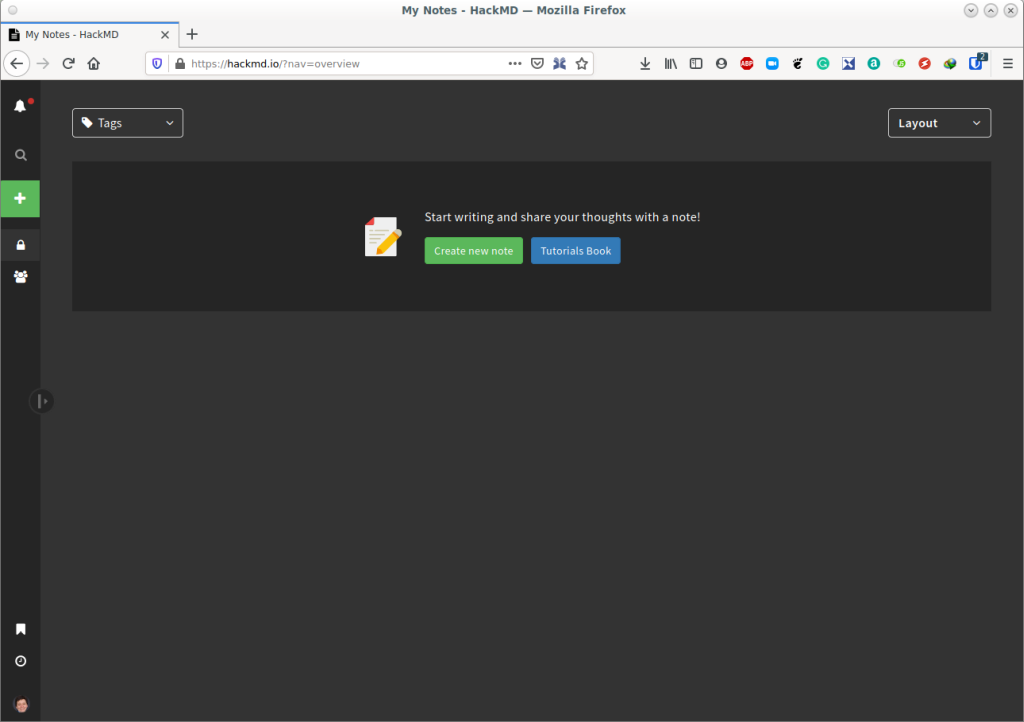 My Notes - HackMD — Mozilla Firefox
My Notes - HackMD
https://hackmd.io/?nav=overview
ABP
2
Tags
Layout
Start writing and share your thoughts with a note!
Create new note
Tutorials Book